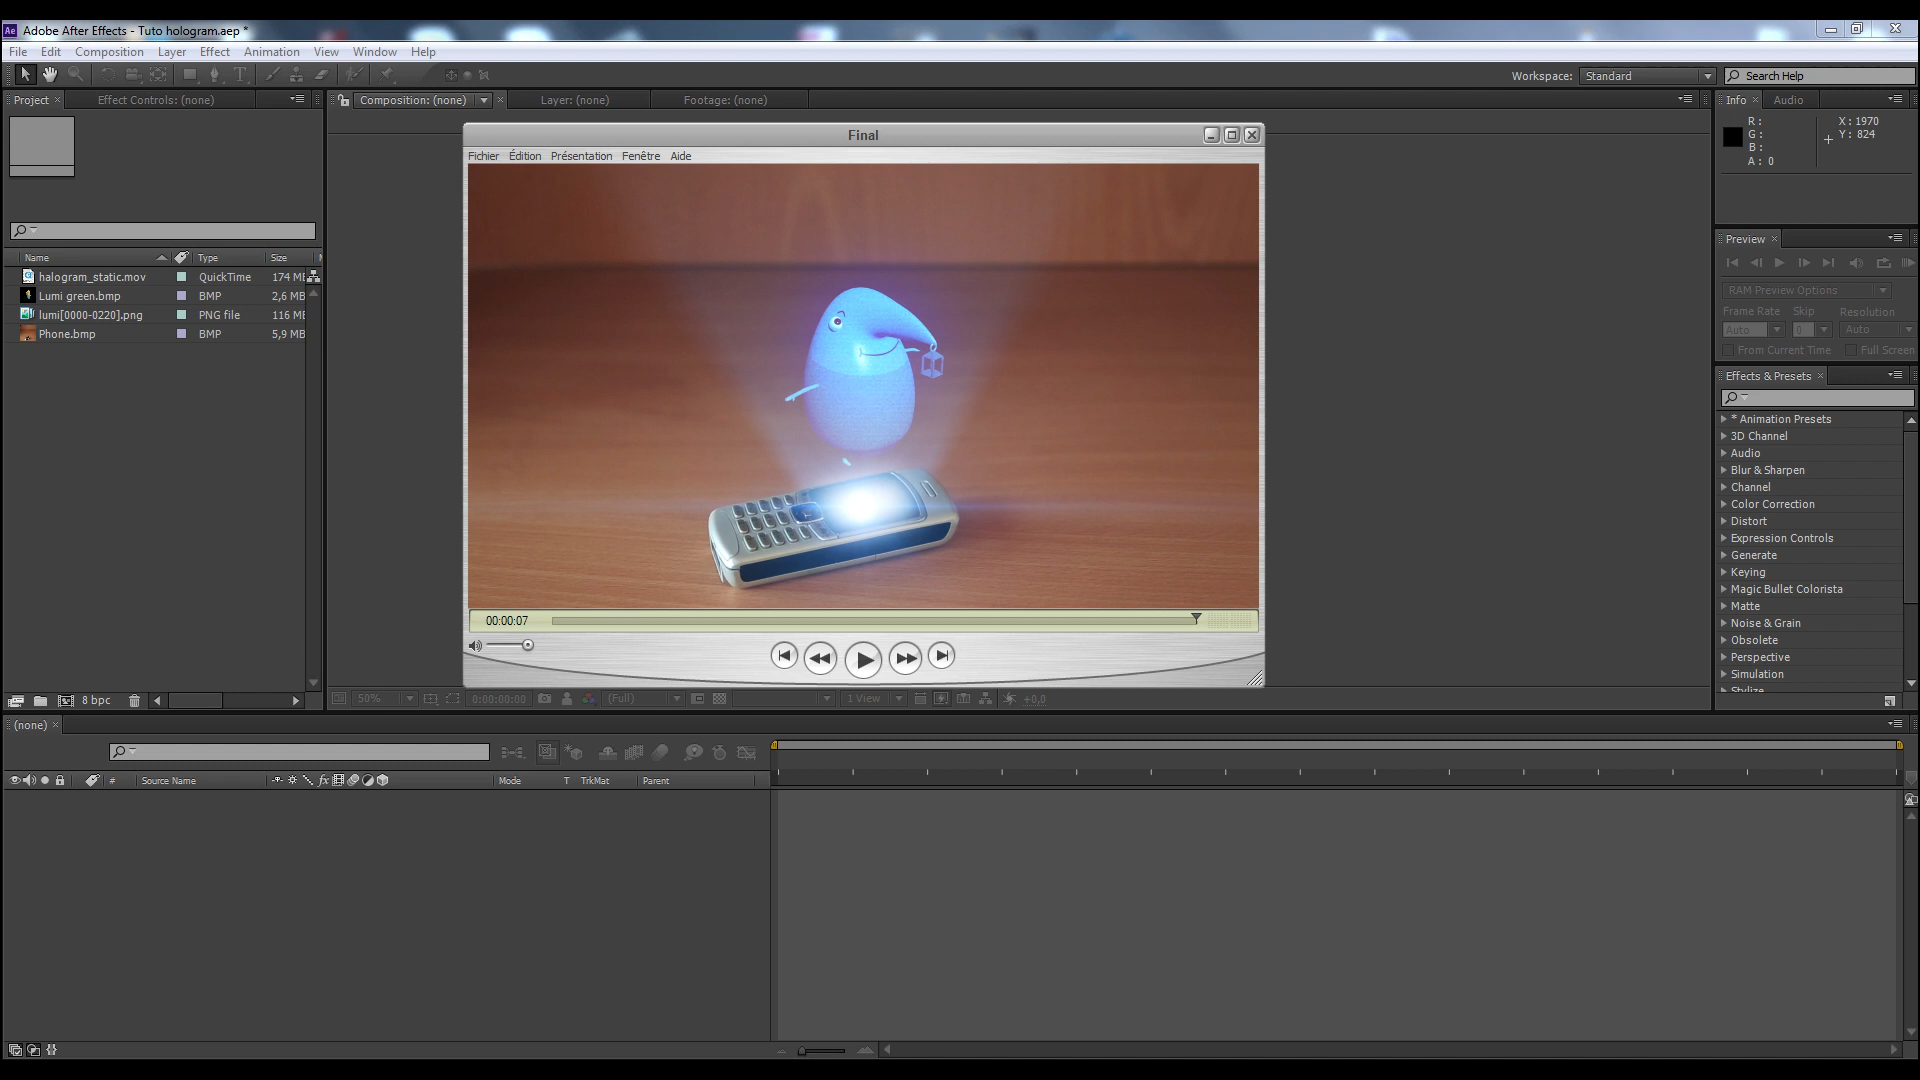 Ae Adobe After Effects - Tuto hologram.aep *
File Edit Composition Layer Effect Animation View Window Help
Workspace: Standard
Search Help
Project
Effect Controls: (none)
Composition: (none)
Layer: (none)
Footage: (none)
Info
Audio
R :
G :
B :
A : 0
X : 1970
Y : 824
Final
Fichier Édition Présentation Fenêtre Aide
00:00:07
Name Type Size
halogram_static.mov QuickTime 174 ME
Lumi green.bmp BMP 2,6 MB
lumi[0000-0220].png PNG file 116 ME
Phone.bmp BMP 5,9 MB
8 bpc
Preview
RAM Preview Options
Frame Rate Skip Resolution
Auto 0 Auto
From Current Time Full Screen
Effects & Presets
* Animation Presets
3D Channel
Audio
Blur & Sharpen
Channel
Color Correction
Distort
Expression Controls
Generate
Keying
Magic Bullet Colorista
Matte
Noise & Grain
Obsolete
Perspective
Simulation
Stylize
50%
0:00:00:00
(Full)
1 View
+0,0
(none)
# Source Name fx Mode T TrkMat Parent